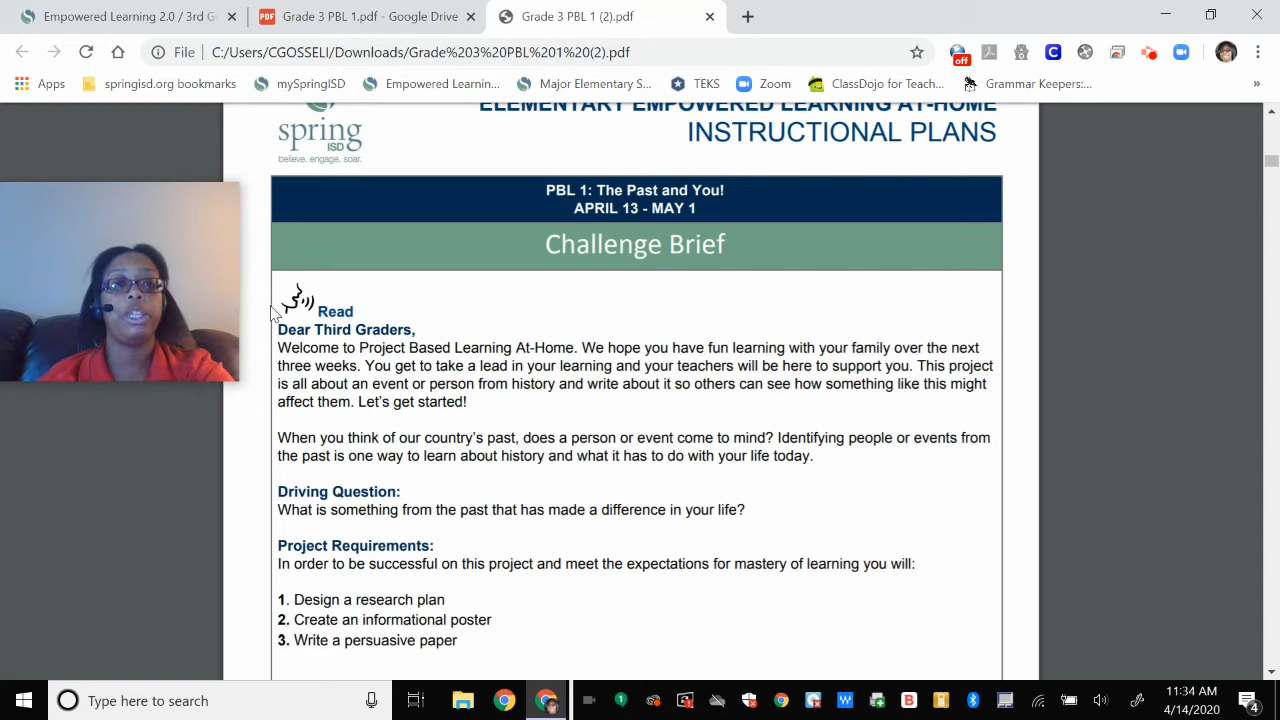 Empowered Learning 2.0 / 3rd G
Grade 3 PBL 1.pdf - Google Drive
Grade 3 PBL 1 (2).pdf
File
C:/Users/CGOSSELI/Downloads/Grade%203%20PBL%201%20(2).pdf
off
Apps
springisd.org bookmarks
mySpringISD
Empowered Learnin...
Major Elementary S...
TEKS
Zoom
ClassDojo for Teach...
Grammar Keepers:...
»
ELEMENTARY EMPOWERED LEARNING AT-HOME
INSTRUCTIONAL PLANS
spring
ISD
believe. engage. soar.
PBL 1: The Past and You!
APRIL 13 - MAY 1
Challenge Brief
Read
Dear Third Graders,
Welcome to Project Based Learning At-Home. We hope you have fun learning with your family over the next
three weeks. You get to take a lead in your learning and your teachers will be here to support you. This project
is all about an event or person from history and write about it so others can see how something like this might
affect them. Let's get started!
When you think of our country's past, does a person or event come to mind? Identifying people or events from
the past is one way to learn about history and what it has to do with your life today.
Driving Question:
What is something from the past that has made a difference in your life?
Project Requirements:
In order to be successful on this project and meet the expectations for mastery of learning you will:
1. Design a research plan
2. Create an informational poster
3. Write a persuasive paper
Type here to search
11:34 AM
4/14/2020
4